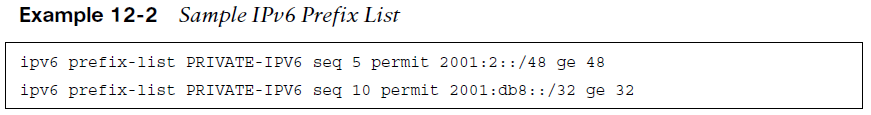 Example 12-2 Sample IPv6 Prefix List
ipv6 prefix-list PRIVATE-IPV6 seq 5 permit 2001:2::/48 ge 48
ipv6 prefix-list PRIVATE-IPV6 seq 10 permit 2001:db8::/32 ge 32